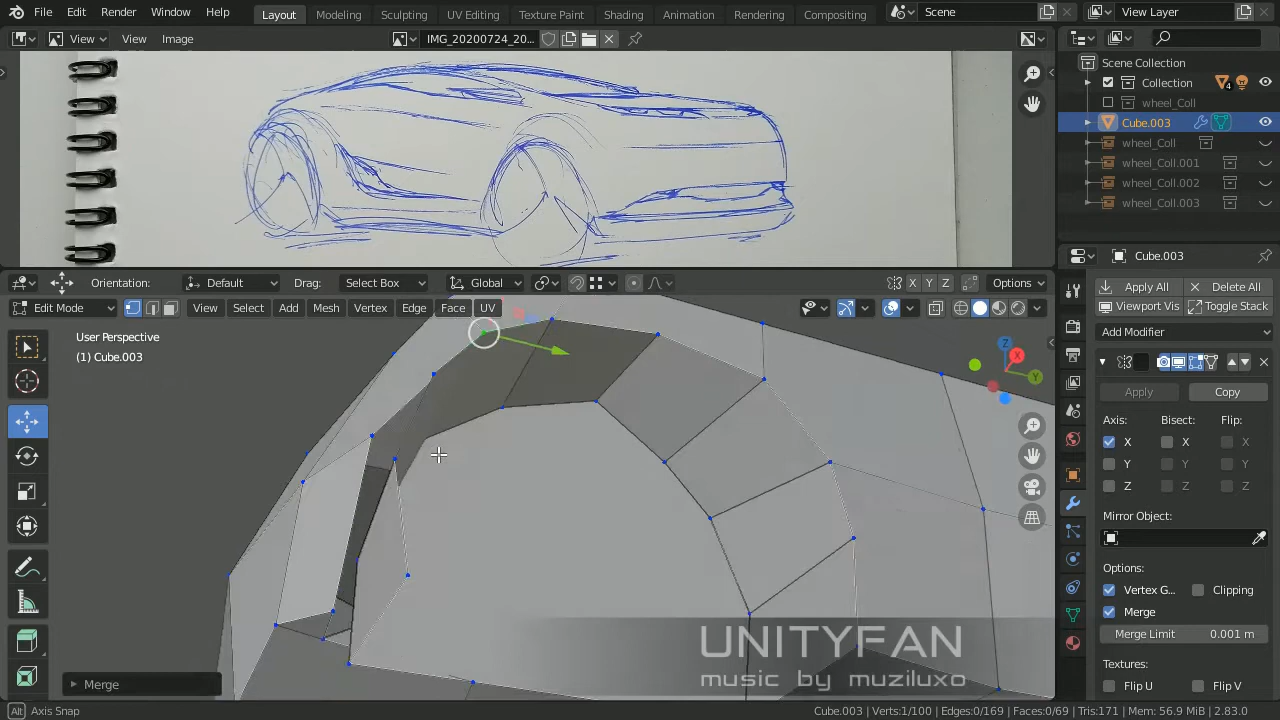 File Edit Render Window Help Layout Modeling Sculpting UV Editing Texture Paint Shading Animation Rendering Compositing Scene View Layer
View View Image IMG_20200724_20...
Scene Collection
Collection 4
wheel_Coll
Cube.003
wheel_Coll
wheel_Coll.001
wheel_Coll.002
wheel_Coll.003
Orientation: Default Drag: Select Box Global X Y Z Options
Edit Mode View Select Add Mesh Vertex Edge Face UV
User Perspective
(1) Cube.003
Z
X
Y
Cube.003
Apply All Delete All
Viewport Vis Toggle Stack
Add Modifier
Apply Copy
Axis: Bisect: Flip:
X X X
Y Y Y
Z Z Z
Mirror Object:
Options:
Vertex G... Clipping
Merge
Merge Limit 0.001 m
Textures:
Flip U Flip V
UNITYFAN
music by muziluxo
Merge
Alt Axis Snap
Cube.003 | Verts:1/100 | Edges:0/169 | Faces:0/69 | Tris:171 | Mem: 56.9 MiB | 2.83.0